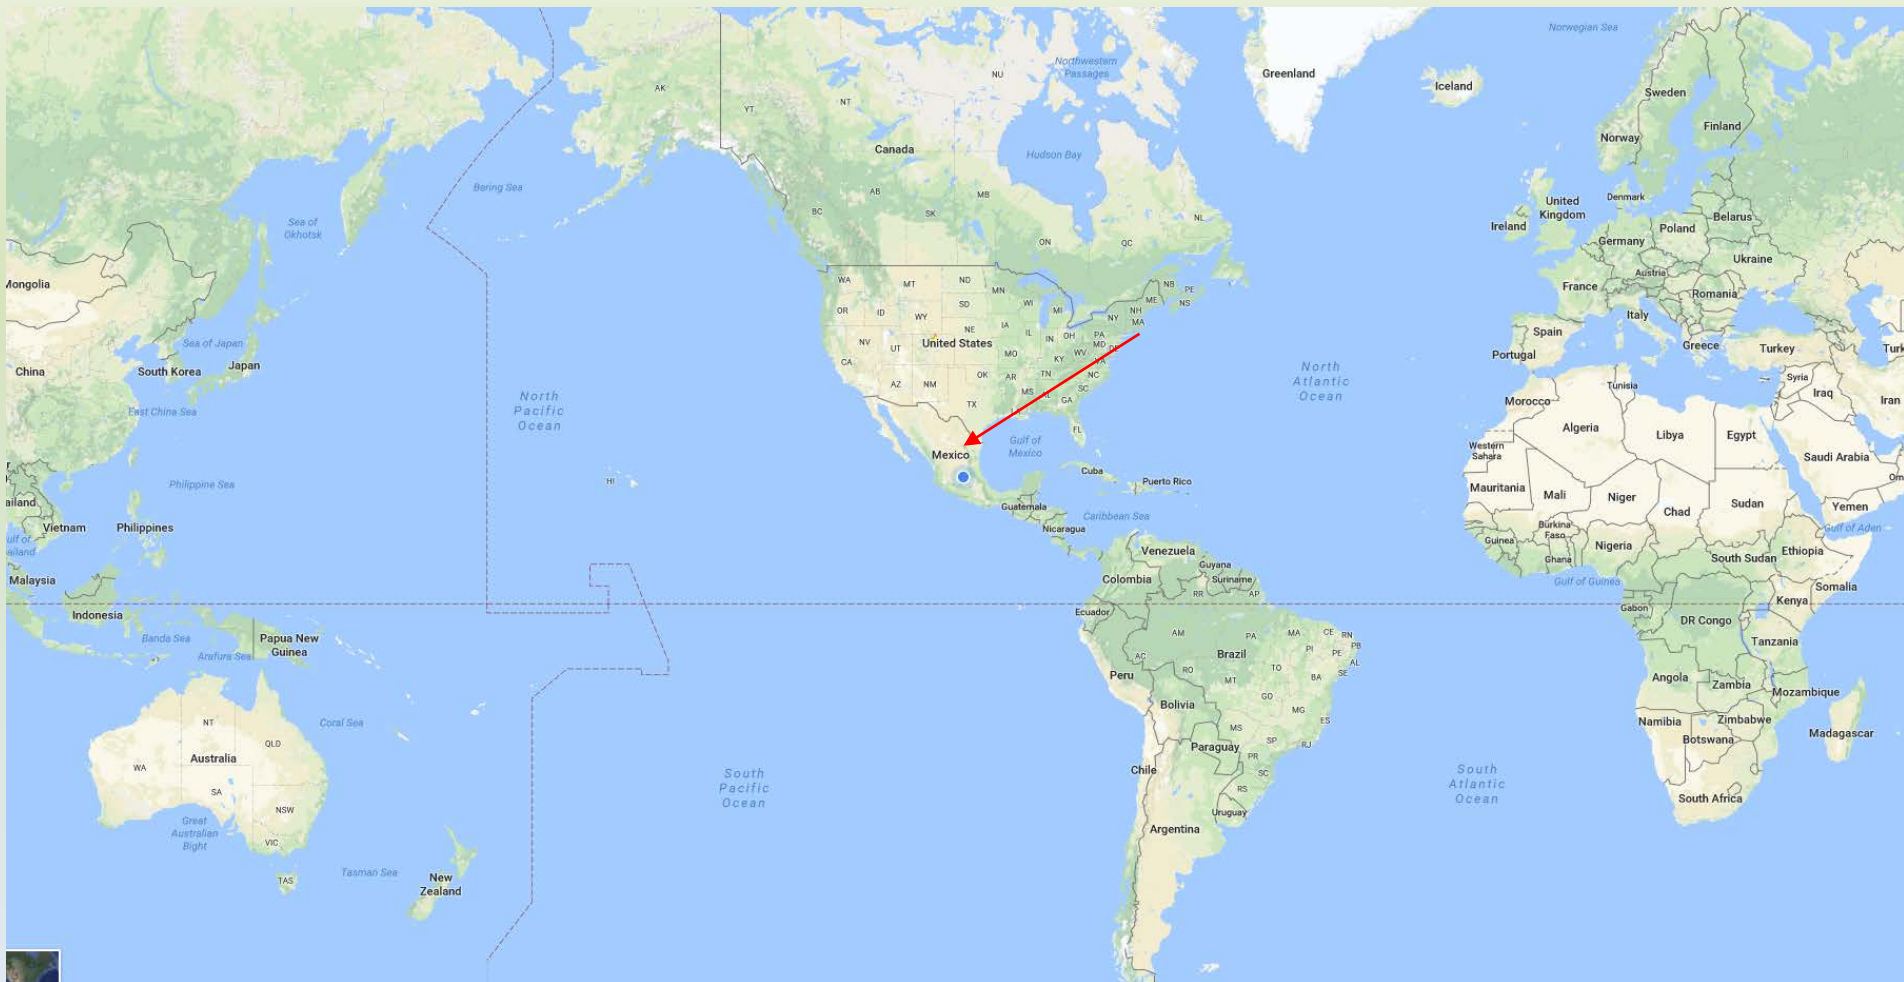 Norwegian Sea
Northwestern
Passages
NU
Greenland
Iceland
AK
NT
YT
Sweden
Finland
Norway
Canada
Hudson Bay
Bering Sea
AB
MB
SK
BC
NL
Sea of
Okhotsk
ON
QC
United
Kingdom
Ireland
Denmark
Belarus
Poland
Germany
Ukraine
Austria
France
Romania
Italy
Mongolia
WA
MT
ND
MN
OR
ID
SD
WI
MI
WY
NE
IA
NB
PE
ME
NS
NH
NY
MA
Sea of Japan
NV
UT
United States
IL
IN
OH
PA
MD
DE
Spain
Portugal
Greece
Turkey
China
South Korea
Japan
CA
MO
KY
WV
VA
AZ
NM
OK
AR
TN
NC
East China Sea
North
Pacific
Ocean
TX
MS
AL
GA
SC
LA
FL
North
Atlantic
Ocean
Tunisia
Syria
Iraq
Iran
Morocco
Algeria
Libya
Egypt
Western
Sahara
Saudi Arabia
Gulf of
Mexico
Mexico
Cuba
Puerto Rico
Philippine Sea
HI
Guatemala
Caribbean Sea
Nicaragua
Mauritania
Mali
Niger
Chad
Sudan
Yemen
Vietnam
Philippines
Burkina
Faso
Guinea
Ghana
Nigeria
South Sudan
Ethiopia
Gulf of Aden
Gulf of Guinea
Somalia
Malaysia
Indonesia
Venezuela
Guyana
Colombia
Suriname
RR
AP
Ecuador
Gabon
DR Congo
Kenya
Tanzania
Banda Sea
Arafura Sea
Papua New
Guinea
AM
PA
MA
CE
RN
PB
PI
PE
AL
SE
AC
Brazil
TO
RO
BA
Peru
MT
Bolivia
GO
MG
ES
Angola
Zambia
Mozambique
NT
Coral Sea
QLD
Australia
WA
SA
NSW
MS
SP
RJ
Paraguay
PR
SC
Chile
RS
Namibia
Zimbabwe
Botswana
Madagascar
South
Pacific
Ocean
South
Atlantic
Ocean
South Africa
Great
Australian
Bight
VIC
Uruguay
Argentina
TAS
Tasman Sea
New
Zealand